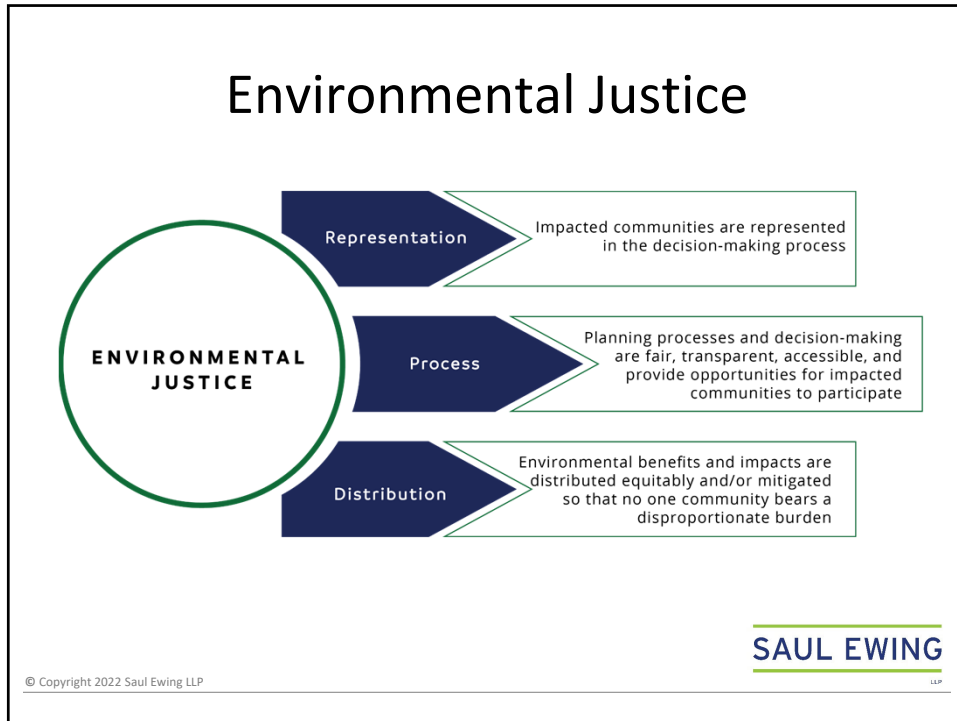 Environmental Justice
ENVIRONMENTAL
JUSTICE
Representation
Impacted communities are represented
in the decision-making process
Process
Planning processes and decision-making
are fair, transparent, accessible, and
provide opportunities for impacted
communities to participate
Distribution
Environmental benefits and impacts are
distributed equitably and/or mitigated
so that no one community bears a
disproportionate burden
SAUL EWING
LLP
© Copyright 2022 Saul Ewing LLP